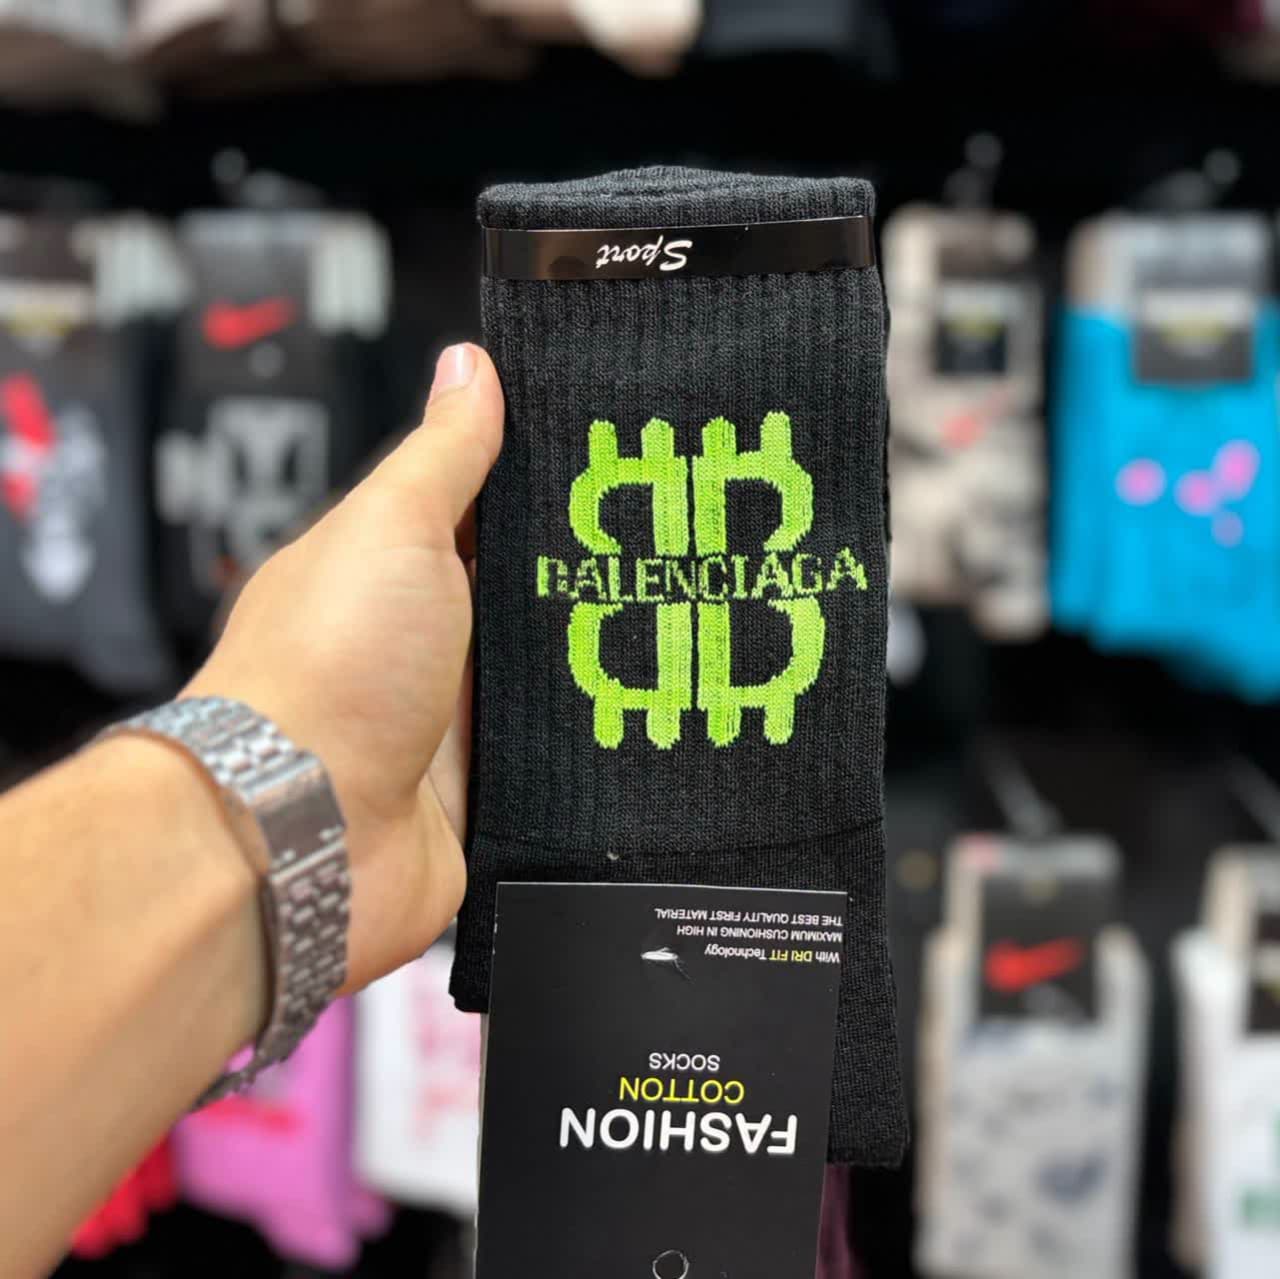 Sport
BALENCIAGA
With DRI FIT Technology
MAXIMUM CUSHIONING IN HIGH
THE BEST QUALITY FIRST MATERIAL
FASHION
COTTON
SOCKS